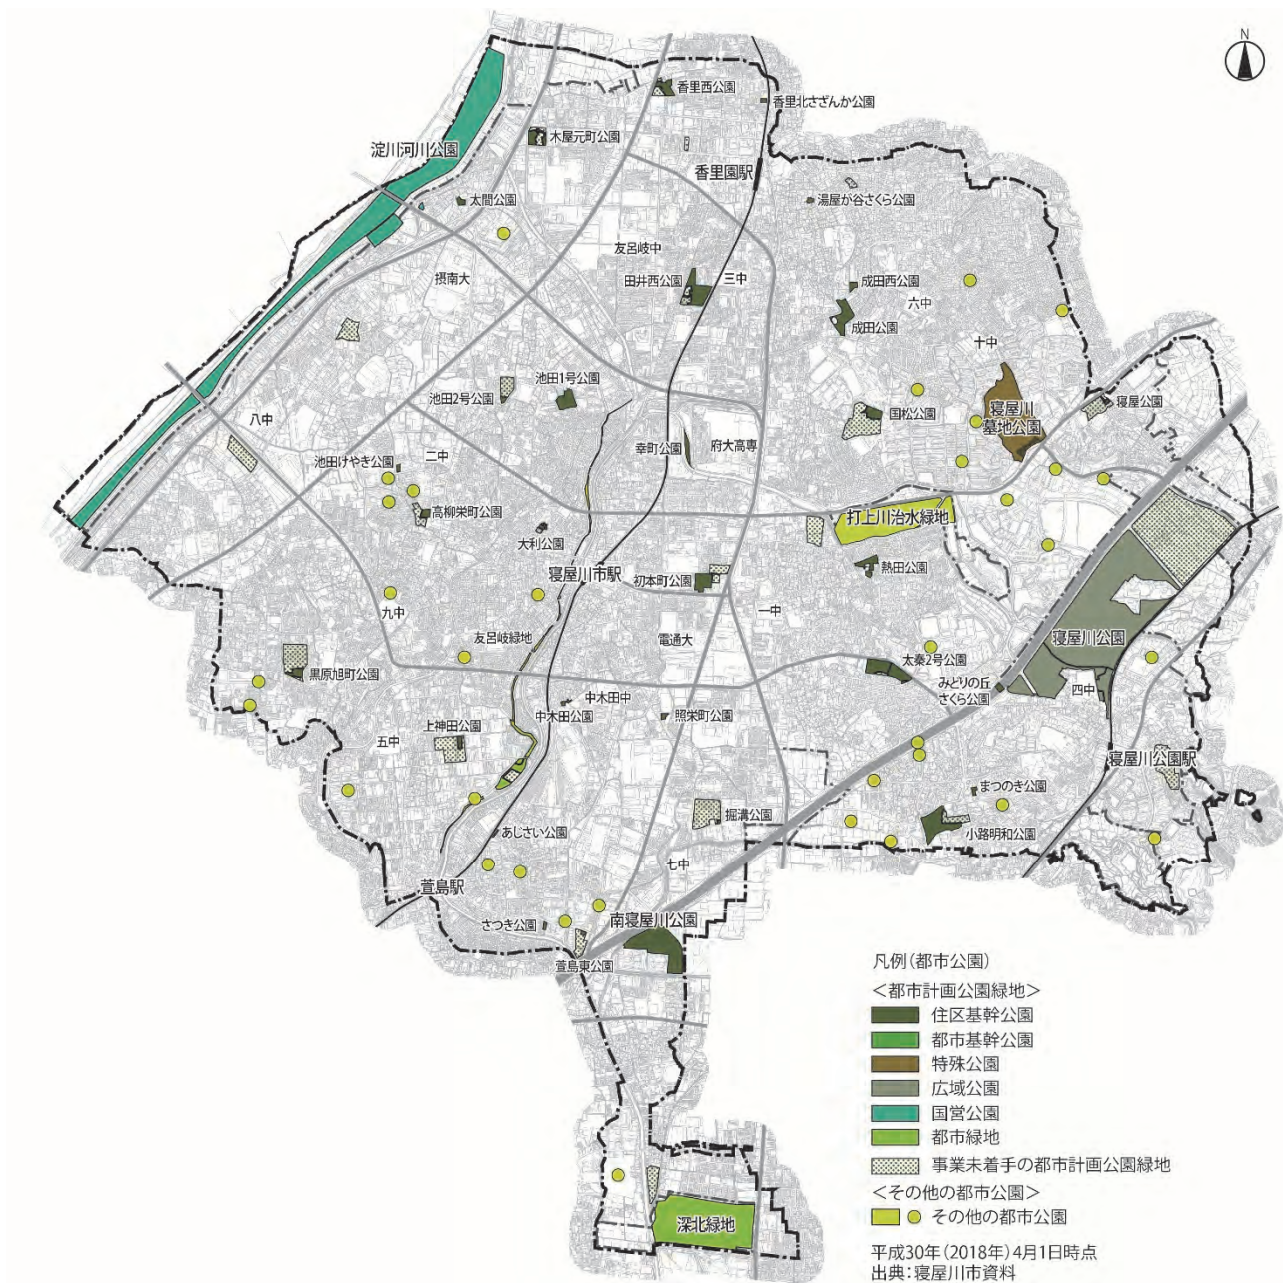 N
香里西公園
香里北さざんか公園
木屋元町公園
淀川河川公園
香里園駅
太間公園
湯屋が谷さくら公園
友呂岐中
摂南大
田井西公園
三中
成田西公園
六中
成田公園
十中
池田1号公園
池田2号公園
寝屋川
墓地公園
寝屋公園
国松公園
八中
幸町公園
府大高専
池田けやき公園
二中
高柳栄町公園
打上川治水緑地
大利公園
熱田公園
寝屋川市駅
初本町公園
九中
一中
友呂岐緑地
電通大
寝屋川公園
太秦2号公園
黒原旭町公園
みどりの丘
さくら公園
四中
中木田中
中木田公園
照栄町公園
上神田公園
五中
寝屋川公園駅
まつのき公園
掘溝公園
あしさい公園
小路明和公園
七中
萱島駅
さつき公園
南寝屋川公園
萱島東公園
深北緑地
凡例(都市公園)
＜都市計画公園緑地＞
住区基幹公園
都市基幹公園
特殊公園
広域公園
国営公園
都市緑地
事業未着手の都市計画公園緑地
＜その他の都市公園＞
その他の都市公園
平成30年(2018年)4月1日時点
出典:寝屋川市資料